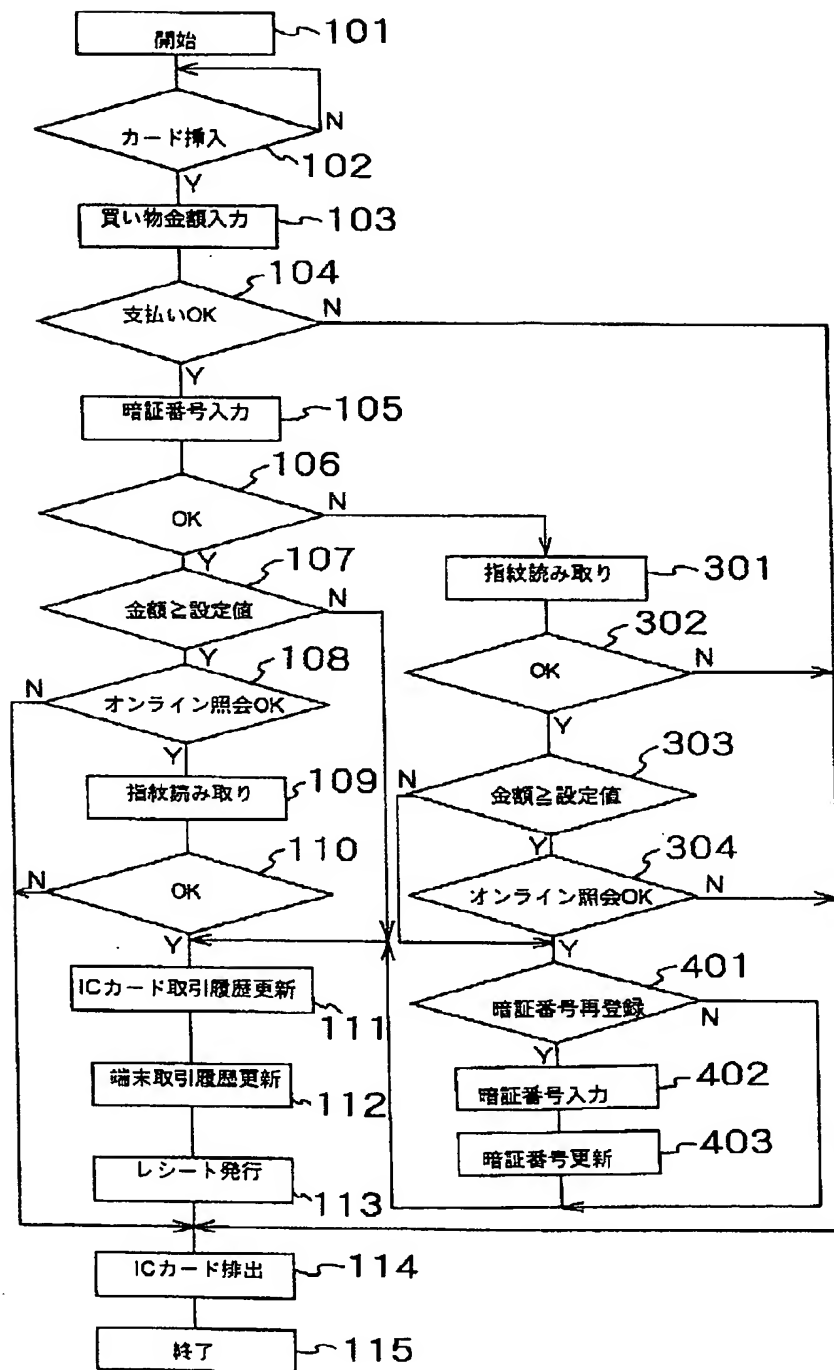 開始 101
カード挿入 N
102
Y
買い物金額入力 103
104
支払いOK N
Y
暗証番号入力 105
106
OK N
Y
107
金額≧設定値 N
Y
108
N オンライン照会OK
Y
指紋読み取り 109
110
N OK
Y
ICカード取引履歴更新
111
端末取引履歴更新
112
レシート発行
113
ICカード排出 114
終了 115
指紋読み取り 301
302
OK N
Y
303
N 金額≧設定値
Y
304
オンライン照会OK N
Y
401
暗証番号再登録 N
Y
402
暗証番号入力
403
暗証番号更新